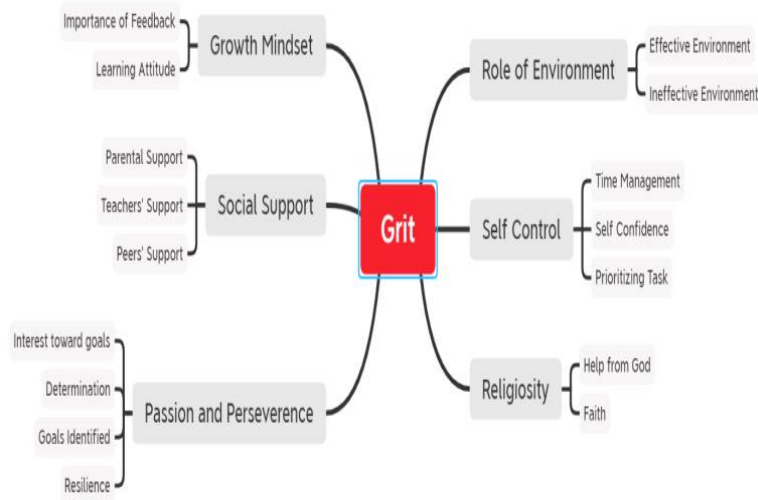 Importance of Feedback
Learning Attitude
Growth Mindset
Parental Support
Teachers' Support
Peers' Support
Social Support
Interest toward goals
Determination
Goals Identified
Resilience
Passion and Perseverence
Grit
Role of Environment
Effective Environment
Ineffective Environment
Self Control
Time Management
Self Confidence
Prioritizing Task
Religiosity
Help from God
Faith